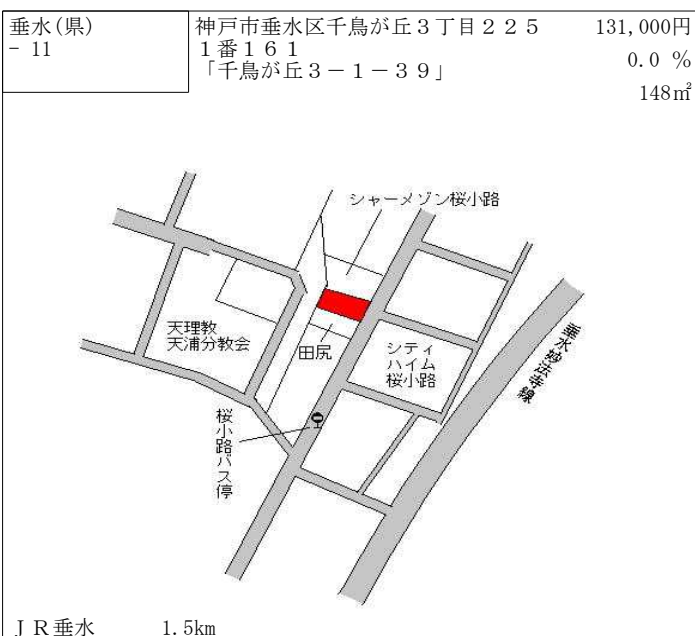 垂水(県)
- 11
神戸市垂水区千鳥が丘３丁目２２５
１番１６１
「千鳥が丘３－１－３９」
131,000円
0.0 %
148㎡
シャーメゾン桜小路
天理教
天浦分教会
田尻
シティ
ハイム
桜小路
垂水妙法寺線
桜小路バス停
ＪＲ垂水 1.5km